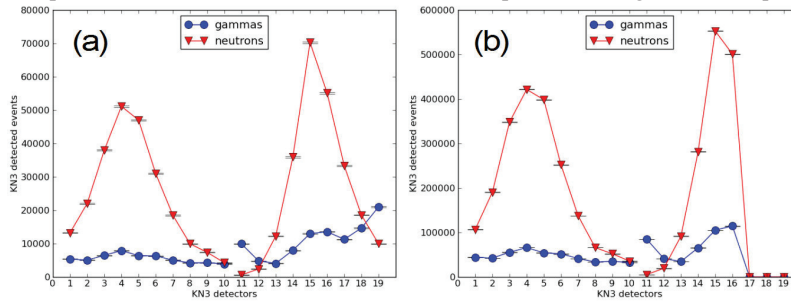 (a)
gammas
neutrons
KN3 detected events
80000
70000
60000
50000
40000
30000
20000
10000
0
0 1 2 3 4 5 6 7 8 9 10 11 12 13 14 15 16 17 18 19
KN3 detectors
(b)
gammas
neutrons
KN3 detected events
600000
500000
400000
300000
200000
100000
0
0 1 2 3 4 5 6 7 8 9 10 11 12 13 14 15 16 17 18 19
KN3 detectors